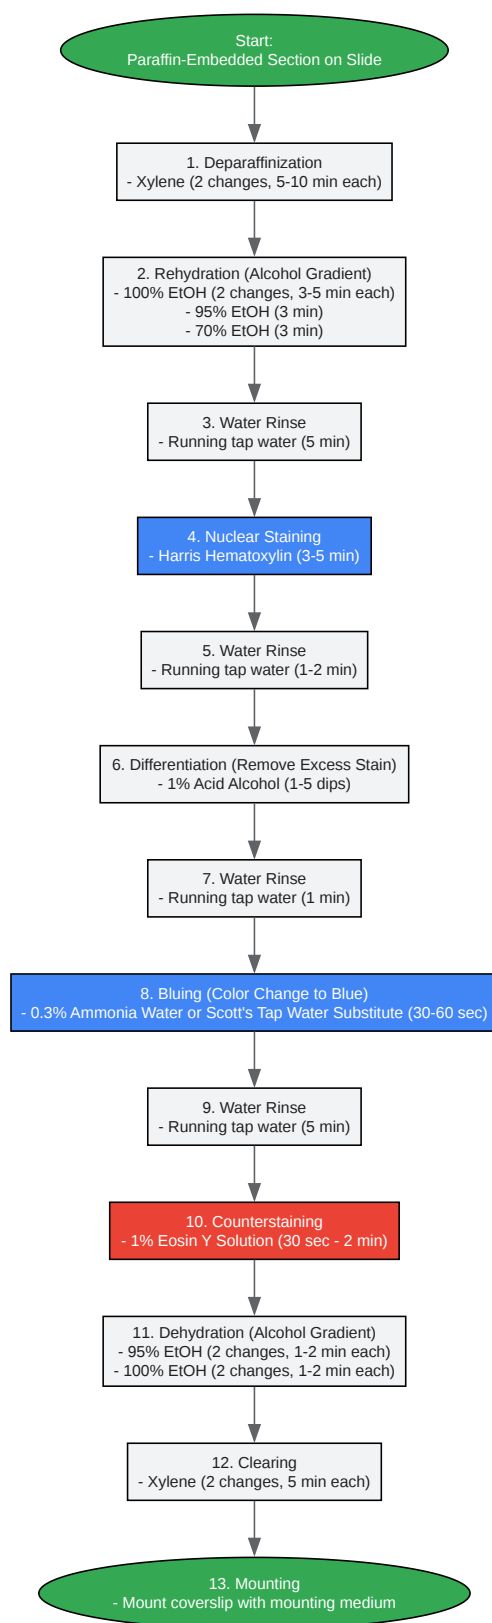 Start:
Paraffin-Embedded Section on Slide
1. Deparaffinization
- Xylene (2 changes, 5-10 min each)
2. Rehydration (Alcohol Gradient)
- 100% EtOH (2 changes, 3-5 min each)
- 95% EtOH (3 min)
- 70% EtOH (3 min)
3. Water Rinse
- Running tap water (5 min)
4. Nuclear Staining
- Harris Hematoxylin (3-5 min)
5. Water Rinse
- Running tap water (1-2 min)
6. Differentiation (Remove Excess Stain)
- 1% Acid Alcohol (1-5 dips)
7. Water Rinse
- Running tap water (1 min)
8. Bluing (Color Change to Blue)
- 0.3% Ammonia Water or Scott's Tap Water Substitute (30-60 sec)
9. Water Rinse
- Running tap water (5 min)
10. Counterstaining
- 1% Eosin Y Solution (30 sec - 2 min)
11. Dehydration (Alcohol Gradient)
- 95% EtOH (2 changes, 1-2 min each)
- 100% EtOH (2 changes, 1-2 min each)
12. Clearing
- Xylene (2 changes, 5 min each)
13. Mounting
- Mount coverslip with mounting medium